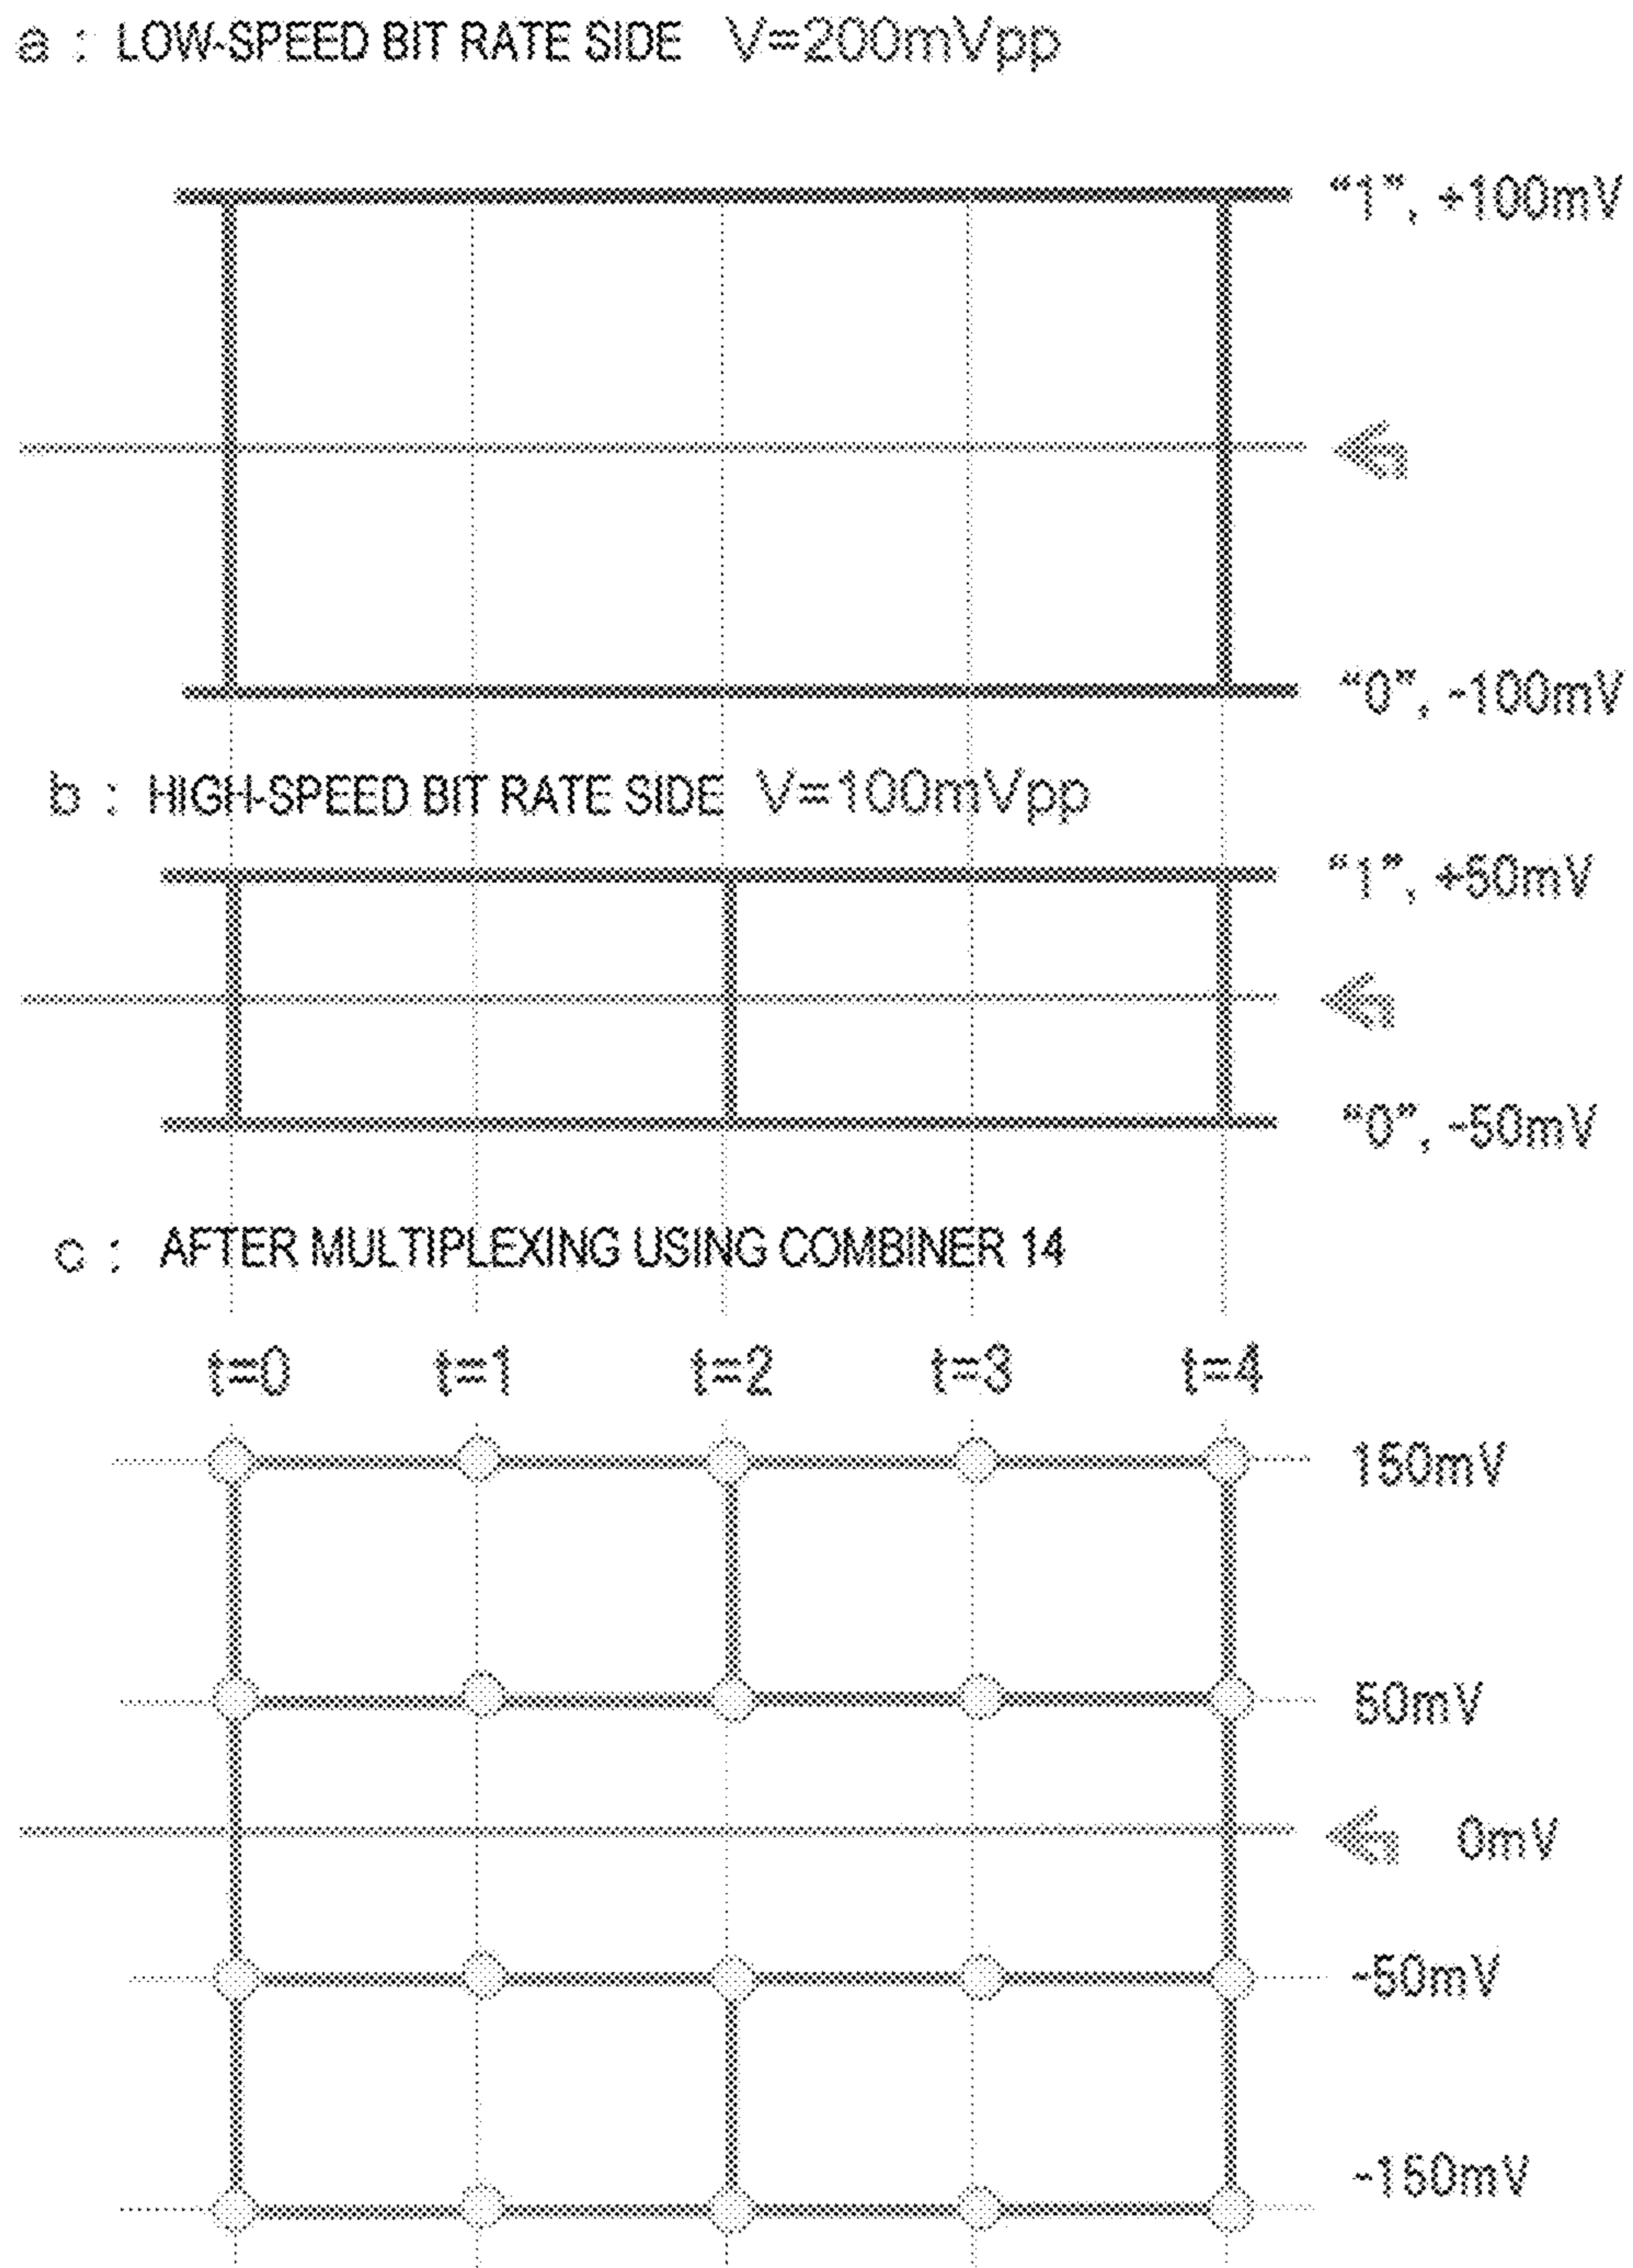 a : LOW-SPEED BIT RATE SIDE V=200mVpp
“1”, +100mV
“0”, -100mV
b : HIGH-SPEED BIT RATE SIDE V=100mVpp
“1”, +50mV
“0”, -50mV
c : AFTER MULTIPLEXING USING COMBINER 14
t=0 t=1 t=2 t=3 t=4
150mV
50mV
0mV
-50mV
-150mV